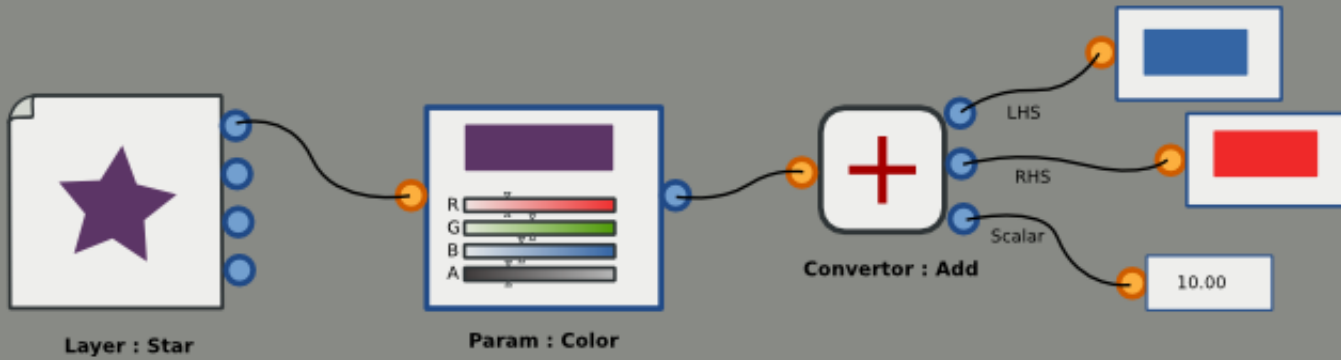 LHS
RHS
R
G
B
A
Scalar
Convertor : Add
10.00
Layer : Star
Param : Color